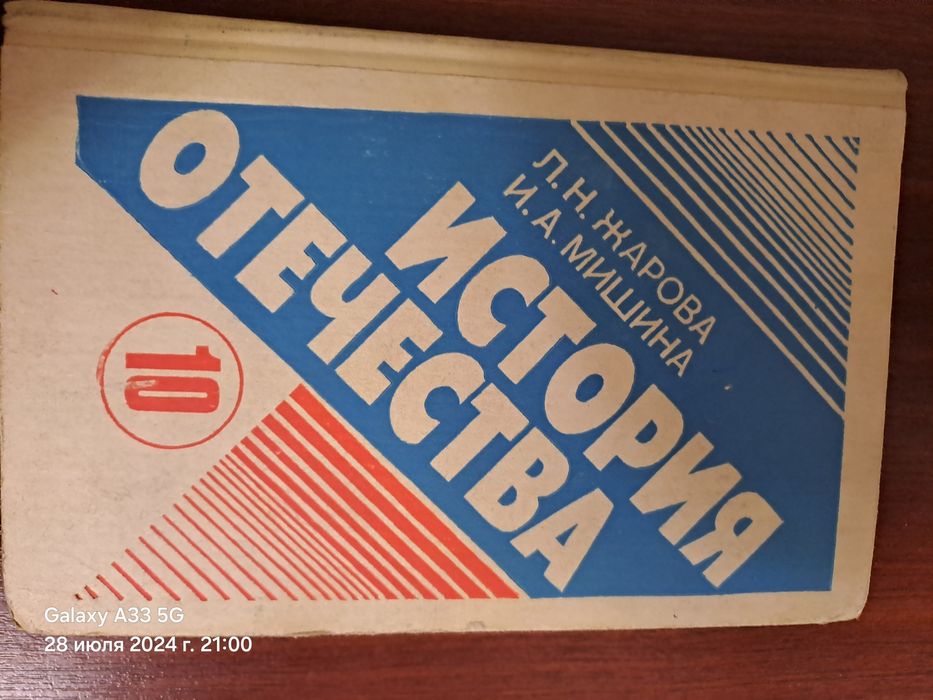 Л. Н. ЖАРОВА
И. А. МИШИНА
ИСТОРИЯ
ОТЕЧЕСТВА
10
Galaxy A33 5G
28 июля 2024 г. 21:00